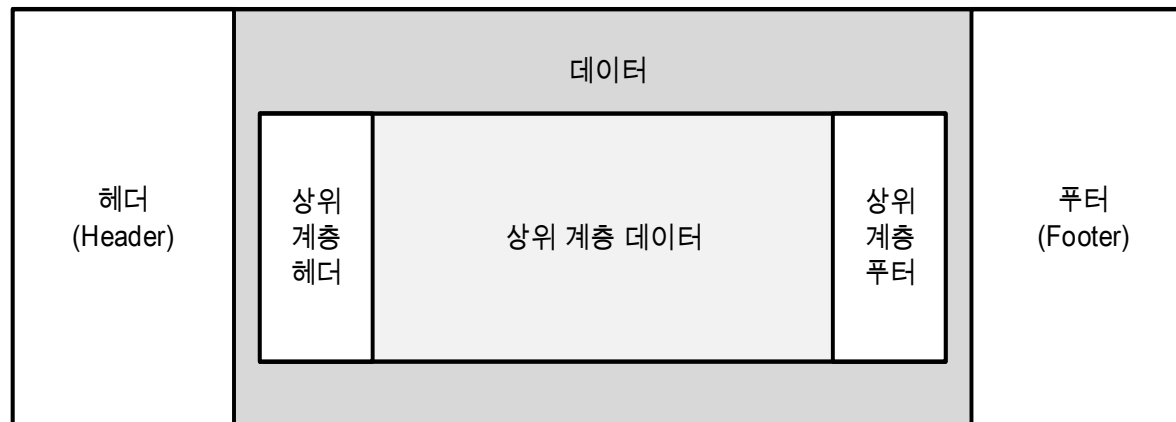 데이터
헤더
(Header)
상위
계층
헤더
상위 계층 데이터
상위
계층
푸터
푸터
(Footer)